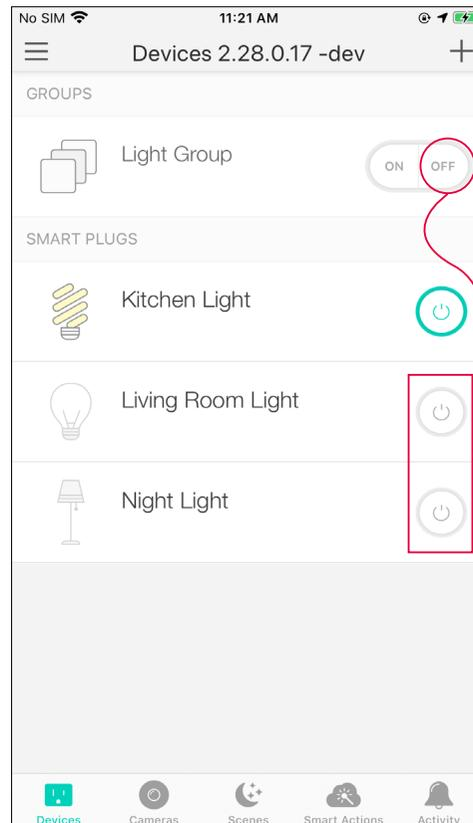 No SIM 11:21 AM
Devices 2.28.0.17 -dev
GROUPS
Light Group
ON OFF
SMART PLUGS
Kitchen Light
Living Room Light
Night Light
Devices Cameras Scenes Smart Actions Activity